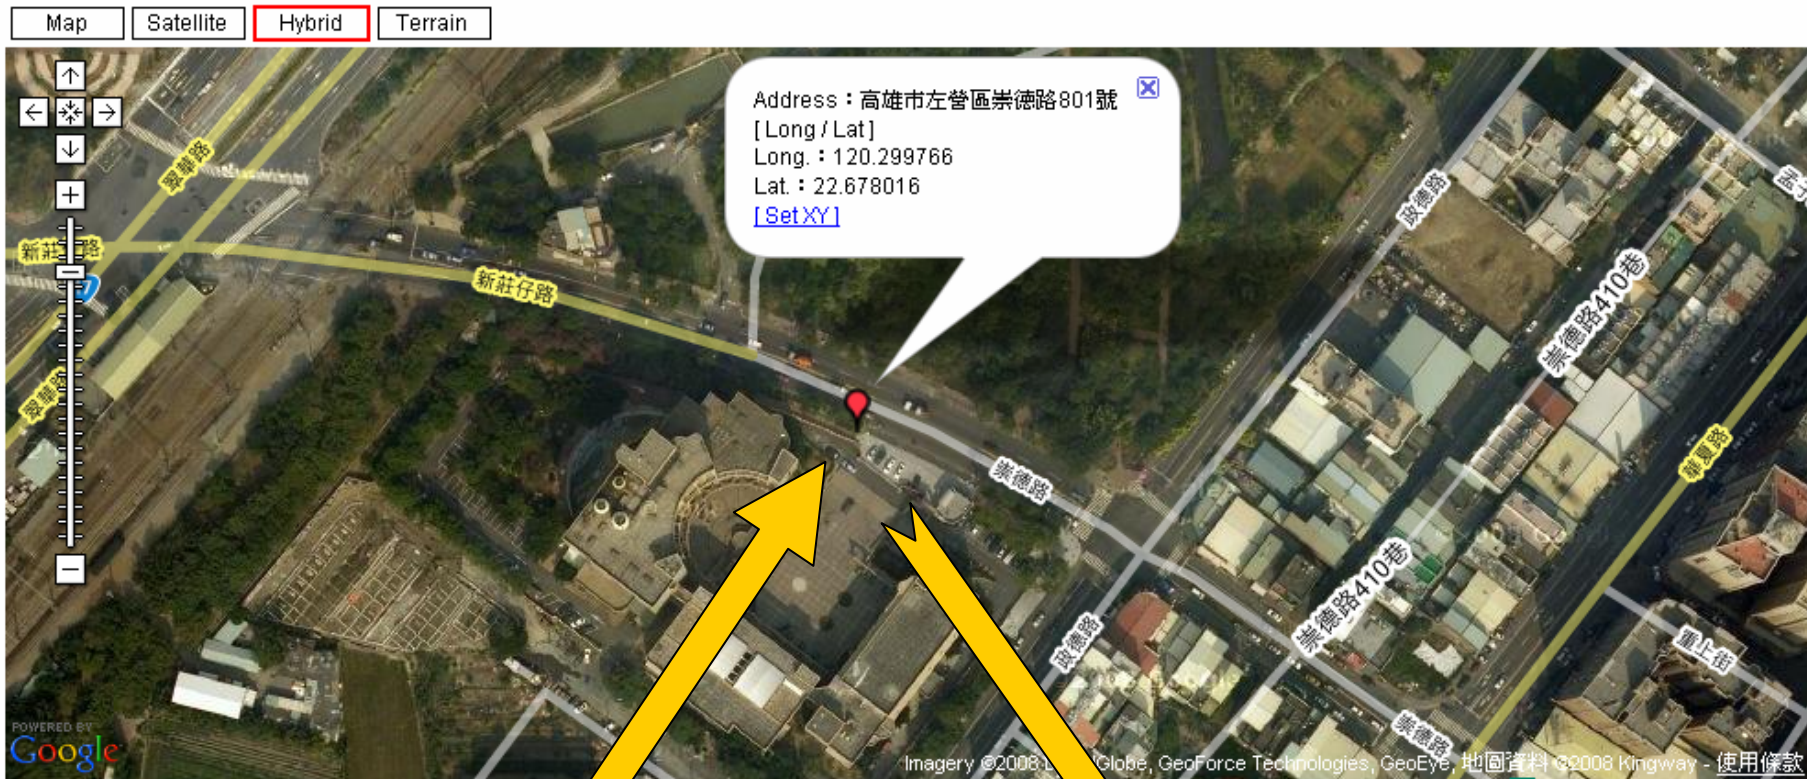 Map
Satellite
Hybrid
Terrain
Address：高雄市左營區崇德路801號
[ Long / Lat ]
Long.：120.299766
Lat.：22.678016
[ Set XY ]
翠華路
新莊仔路
翠華路
新莊仔路
崇德路
政德路
崇德路410巷
華夏路
崇德路410巷
政德路
重上街
崇德路
POWERED BY
Google
Imagery ©2008 Globe, GeoForce Technologies, GeoEye, 地圖資料 ©2008 Kingway - 使用條款